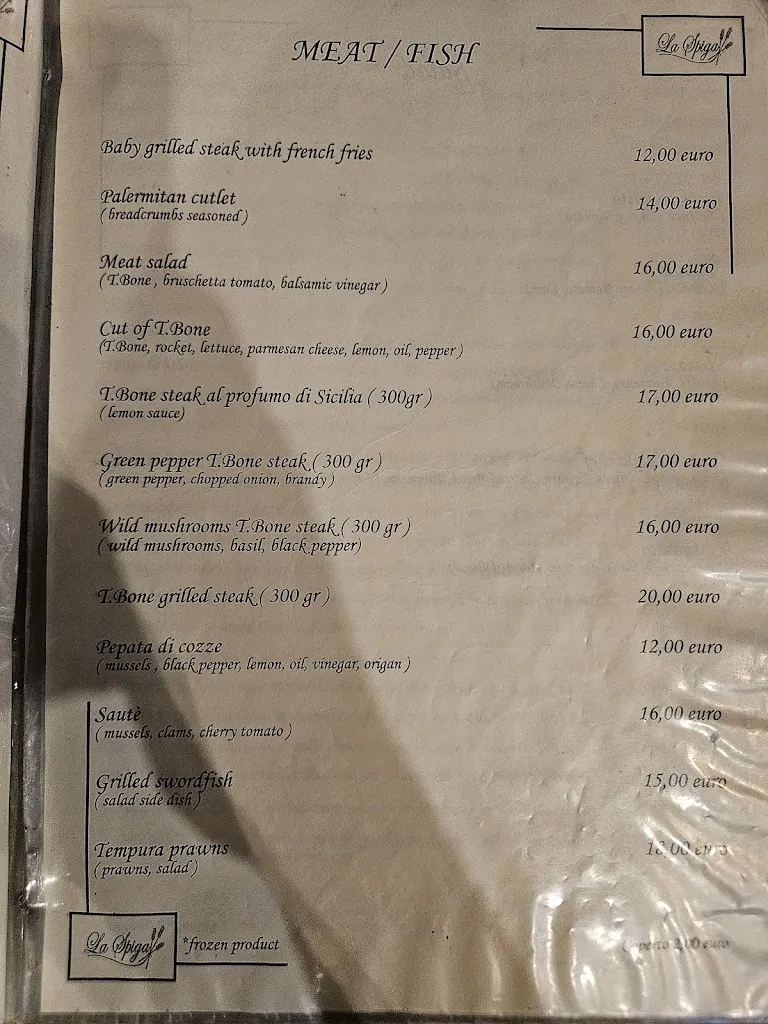 MEAT / FISH
La Spiga
Baby grilled steak with french fries 12,00 euro
Palermitan cutlet 14,00 euro
( breadcrumbs seasoned )
Meat salad 16,00 euro
( T.Bone , bruschetta tomato, balsamic vinegar )
Cut of T.Bone 16,00 euro
(T.Bone, rocket, lettuce, parmesan cheese, lemon, oil, pepper )
T.Bone steak al profumo di Sicilia ( 300gr ) 17,00 euro
( lemon sauce)
Green pepper T.Bone steak ( 300 gr ) 17,00 euro
( green pepper, chopped onion, brandy )
Wild mushrooms T.Bone steak ( 300 gr ) 16,00 euro
( wild mushrooms, basil, black pepper)
T.Bone grilled steak ( 300 gr ) 20,00 euro
Pepata di cozze 12,00 euro
( mussels , black pepper, lemon, oil, vinegar, origan )
Sautè 16,00 euro
( mussels, clams, cherry tomato )
Grilled swordfish 15,00 euro
( salad side dish )
Tempura prawns euro
(prawns, salad )
La Spiga
*frozen product
2,00 euro